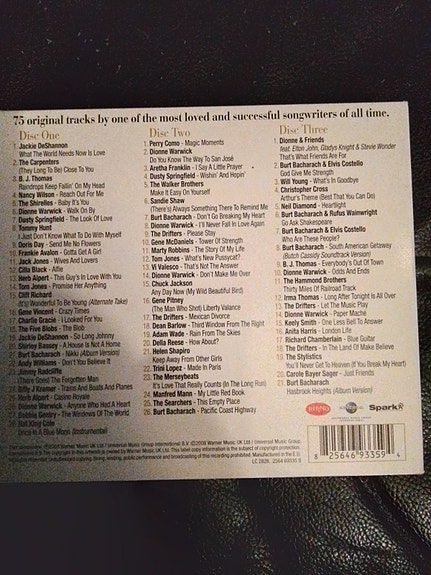 75 original tracks by one of the most loved and successful songwriters of all time.
Disc One
1. Jackie DeShannon
What The World Needs Now Is Love
2. The Carpenters
(They Long To Be) Close To You
3. B. J. Thomas
Raindrops Keep Fallin' On My Head
4. Nancy Wilson - Reach Out For Me
5. The Shirelles - Baby It's You
6. Dionne Warwick - Walk On By
7. Dusty Springfield - The Look Of Love
8. Tommy Hunt
I Just Don't Know What To Do With Myself
9. Doris Day - Send Me No Flowers
10. Frankie Avalon - Gotta Get A Girl
11. Jack Jones - Wives And Lovers
12. Cilla Black - Alfie
13. Herb Alpert - This Guy's In Love With You
14. Tom Jones - Promise Her Anything
15. Cliff Richard
(It's) Wonderful To Be Young (Alternate Take)
16. Gene Vincent - Crazy Times
17. Charlie Gracie - I Looked For You
18. The Five Blobs - The Blob
19. Jackie DeShannon - So Long Johnny
20. Shirley Bassey - A House Is Not A Home
21. Burt Bacharach - Nikki (Album Version)
22. Andy Williams - Don't You Believe It
23. Jimmy Radcliffe
(There Goes) The Forgotten Man
24. Billy J Kramer - Trains And Boats And Planes
25. Herb Alpert - Casino Royale
26. Dionne Warwick - Anyone Who Had A Heart
27. Bobbie Gentry - The Windows Of The World
28. Nat King Cole
Once In A Blue Moon (Instrumental)
Disc Two
1. Perry Como - Magic Moments
2. Dionne Warwick
Do You Know The Way To San José
3. Aretha Franklin - I Say A Little Prayer
4. Dusty Springfield - Wishin' And Hopin'
5. The Walker Brothers
Make It Easy On Yourself
6. Sandie Shaw
(There's) Always Something There To Remind Me
7. Burt Bacharach - Don't Go Breaking My Heart
8. Dionne Warwick - I'll Never Fall In Love Again
9. The Drifters - Please Stay
10. Gene McDaniels - Tower Of Strength
11. Marty Robbins - The Story Of My Life
12. Tom Jones - What's New Pussycat?
13. Vi Velasco - That's Not The Answer
14. Dionne Warwick - Don't Make Me Over
15. Chuck Jackson
Any Day Now (My Wild Beautiful Bird)
16. Gene Pitney
(The Man Who Shot) Liberty Valance
17. The Drifters - Mexican Divorce
18. Dean Barlow - Third Window From The Right
19. Adam Wade - Rain From The Skies
20. Della Reese - How About?
21. Helen Shapiro
Keep Away From Other Girls
22. Trini Lopez - Made In Paris
23. The Merseybeats
It's Love That Really Counts (In The Long Run)
24. Manfred Mann - My Little Red Book
25. The Searchers - This Empty Place
26. Burt Bacharach - Pacific Coast Highway
Disc Three
1. Dionne & Friends
feat. Elton John, Gladys Knight & Stevie Wonder
That's What Friends Are For
2. Burt Bacharach & Elvis Costello
God Give Me Strength
3. Will Young - What's In Goodbye
4. Christopher Cross
Arthur's Theme (Best That You Can Do)
5. Neil Diamond - Heartlight
6. Burt Bacharach & Rufus Wainwright
Go Ask Shakespeare
7. Burt Bacharach & Elvis Costello
Who Are These People?
8. Burt Bacharach - South American Getaway
(Butch Cassidy Soundtrack Version)
9. B. J. Thomas - Everybody's Out Of Town
10. Dionne Warwick - Odds And Ends
11. The Hammond Brothers
Thirty Miles Of Railroad Track
12. Irma Thomas - Long After Tonight Is All Over
13. The Drifters - Let The Music Play
14. Dionne Warwick - Paper Maché
15. Keely Smith - One Less Bell To Answer
16. Anita Harris - London Life
17. Richard Chamberlain - Blue Guitar
18. The Drifters - In The Land Of Make Believe
19. The Stylistics
You'll Never Get To Heaven (If You Break My Heart)
20. Carole Bayer Sager - Just Friends
21. Burt Bacharach
Hasbrouck Heights (Album Version)
RHINO
Spark
8 25646 93359 4
LC 2828. 2564 69335 9